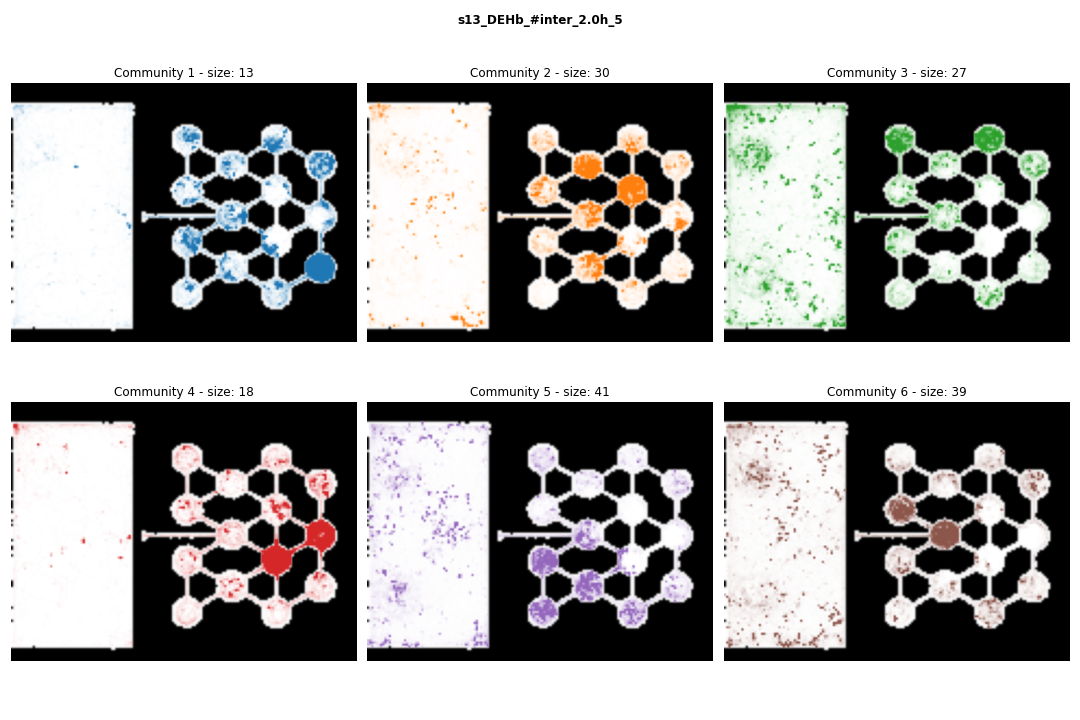 s13_DEHb_#inter_2.0h_5
Community 1 - size: 13
Community 2 - size: 30
Community 3 - size: 27
Community 4 - size: 18
Community 5 - size: 41
Community 6 - size: 39